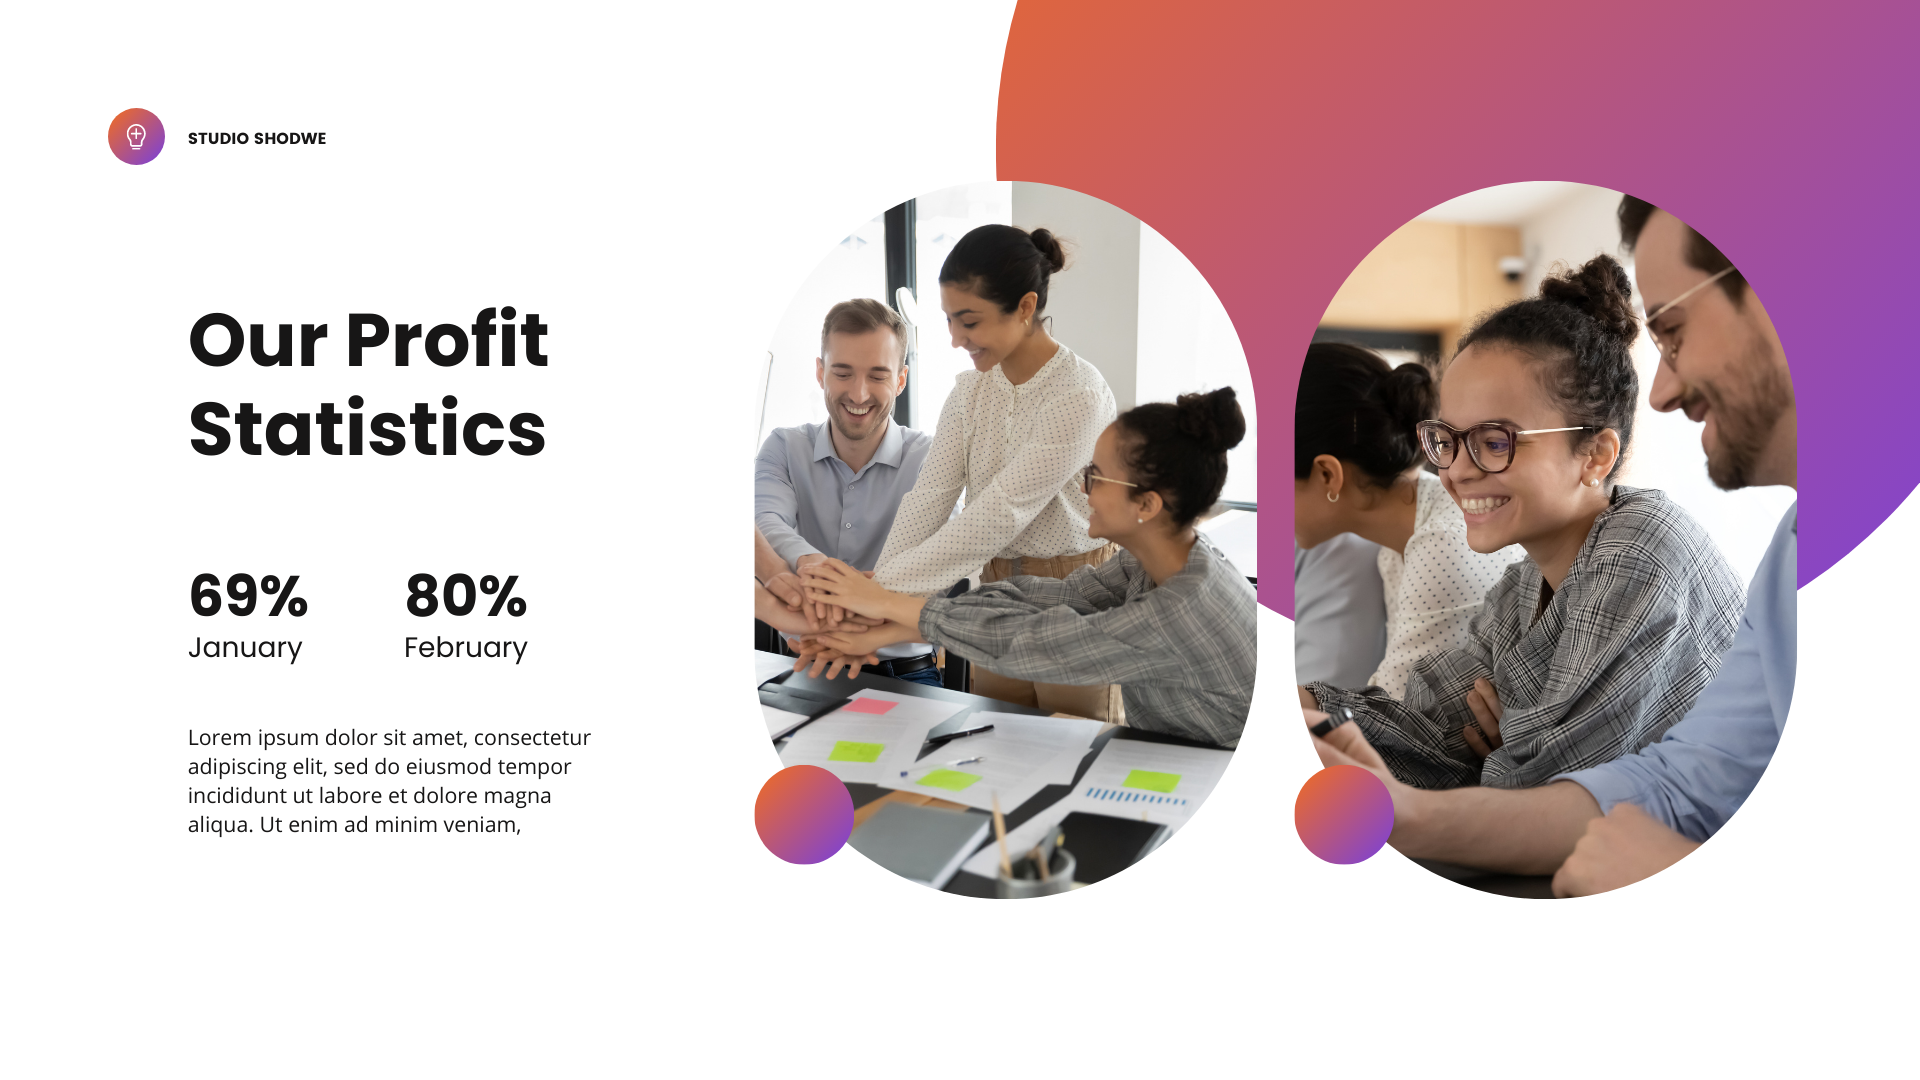 STUDIO SHODWE
Our Profit
Statistics
69%
January
80%
February
Lorem ipsum dolor sit amet, consectetur
adipiscing elit, sed do eiusmod tempor
incididunt ut labore et dolore magna
aliqua. Ut enim ad minim veniam,